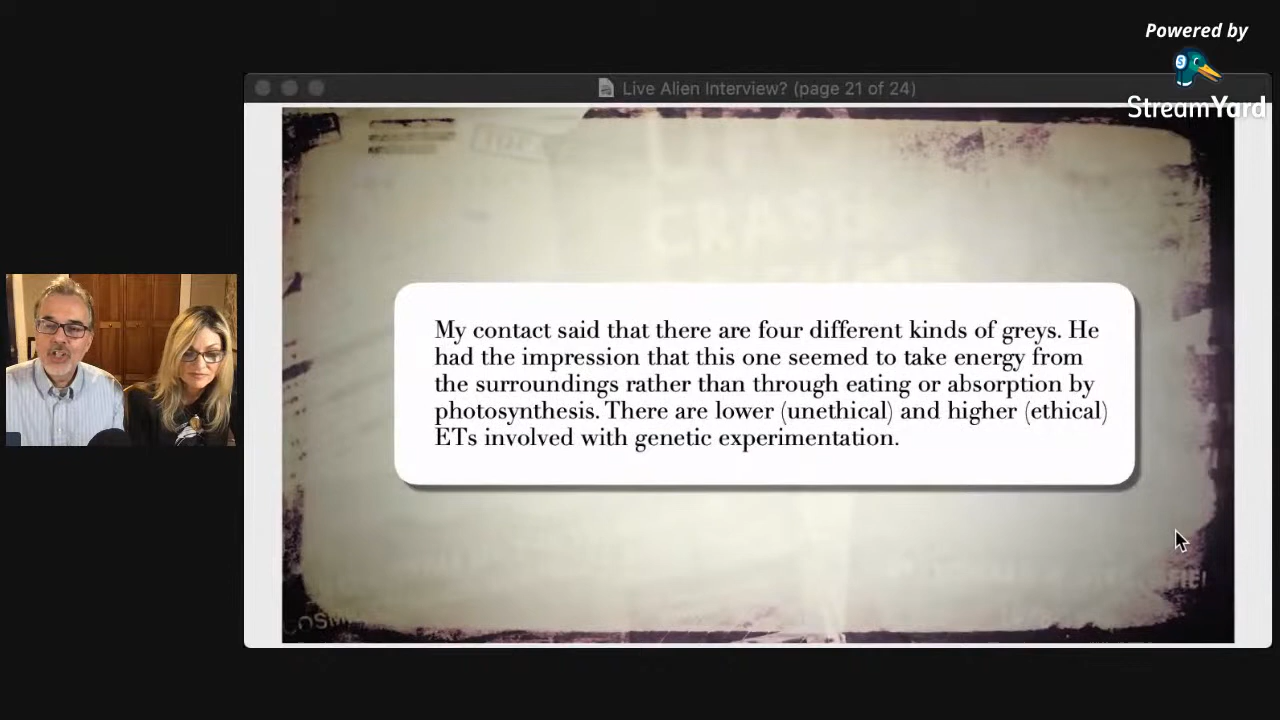 Powered by
StreamYard
Live Alien Interview? (page 21 of 24)
CRASH
My contact said that there are four different kinds of greys. He
had the impression that this one seemed to take energy from
the surroundings rather than through eating or absorption by
photosynthesis. There are lower (unethical) and higher (ethical)
ETs involved with genetic experimentation.